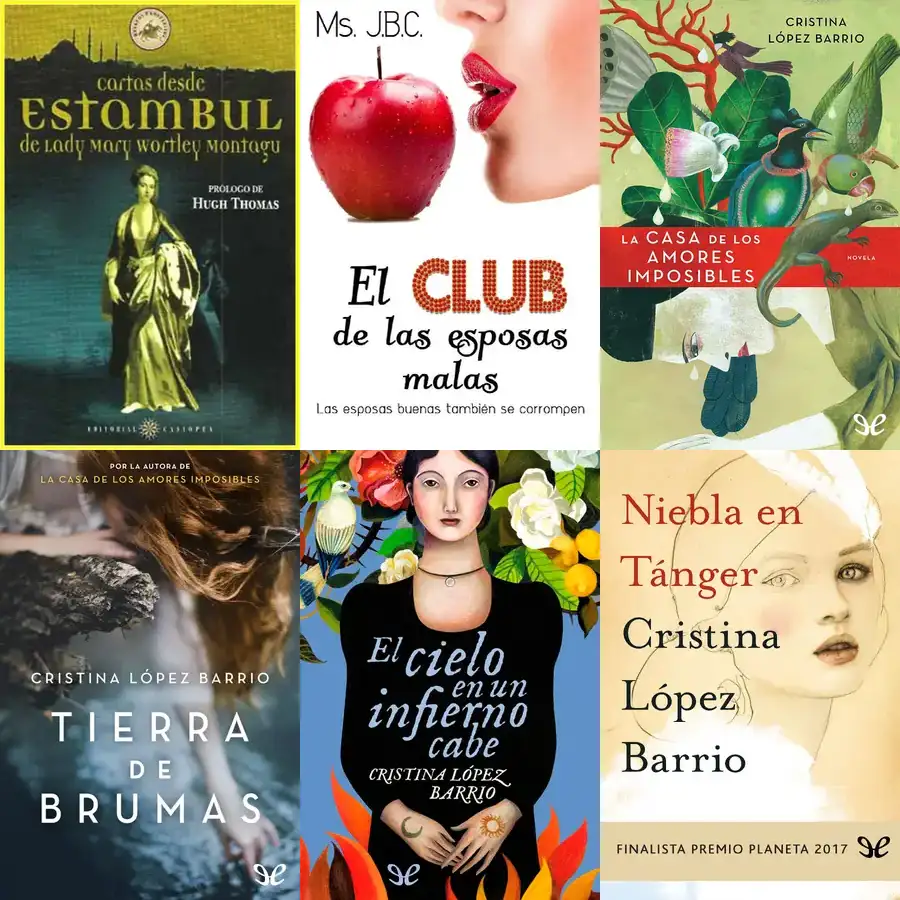 cartas desde
ESTAMBUL
de Lady Mary Wortley Montagu
PRÓLOGO DE
HUGH THOMAS
EDITORIAL CASIOPEA
Ms. J.B.C.
El CLUB
de las esposas
malas
Las esposas buenas también se corrompen
CRISTINA
LÓPEZ BARRIO
LA CASA DE LOS
AMORES
IMPOSIBLES
NOVELA
POR LA AUTORA DE
LA CASA DE LOS AMORES IMPOSIBLES
CRISTINA LÓPEZ BARRIO
TIERRA
DE
BRUMAS
El cielo
en un
infierno
cabe
CRISTINA LÓPEZ
BARRIO
Niebla en
Tánger
Cristina
López
Barrio
FINALISTA PREMIO PLANETA 2017